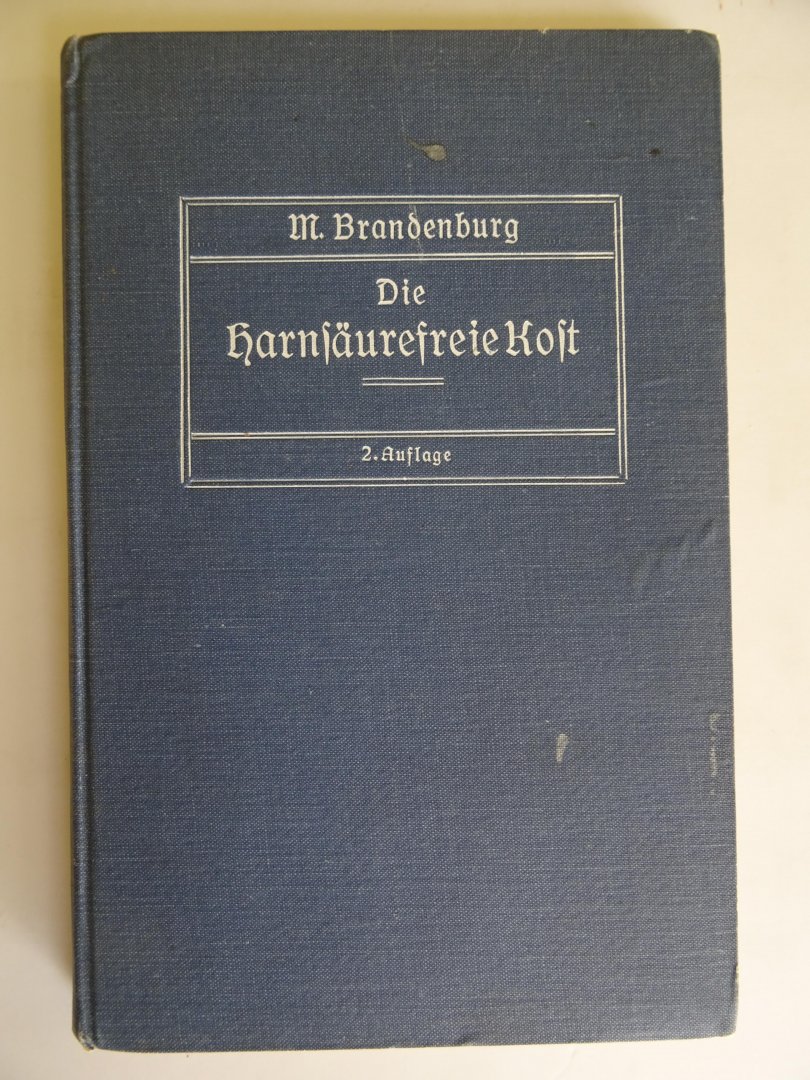 M. Brandenburg
Die
Harnſäurefreie Koſt
2. Auflage